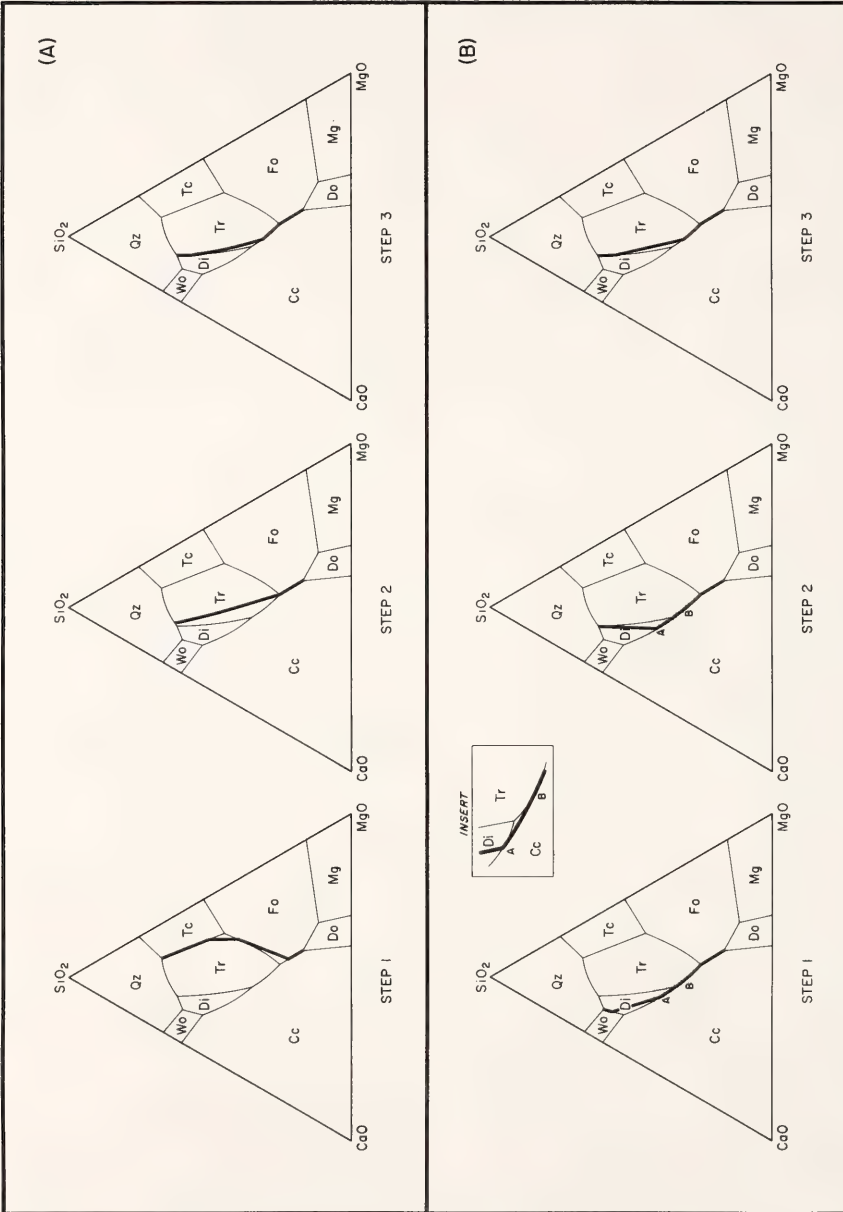 (A)
SiO2
Qz
Wo
Di
Tc
Tr
Fo
Cc
Do
Mg
CaO
MgO
STEP 1
SiO2
Qz
Wo
Di
Tc
Tr
Fo
Cc
Do
Mg
CaO
MgO
STEP 2
SiO2
Qz
Wo
Di
Tc
Tr
Fo
Cc
Do
Mg
CaO
MgO
STEP 3
(B)
SiO2
Qz
Wo
Di
Tc
Tr
A
B
Fo
Cc
Do
Mg
CaO
MgO
STEP 1
INSERT
Di
Tr
A
Cc
B
SiO2
Qz
Wo
Di
Tc
Tr
A
B
Fo
Cc
Do
Mg
CaO
MgO
STEP 2
SiO2
Qz
Wo
Di
Tc
Tr
Fo
Cc
Do
Mg
CaO
MgO
STEP 3